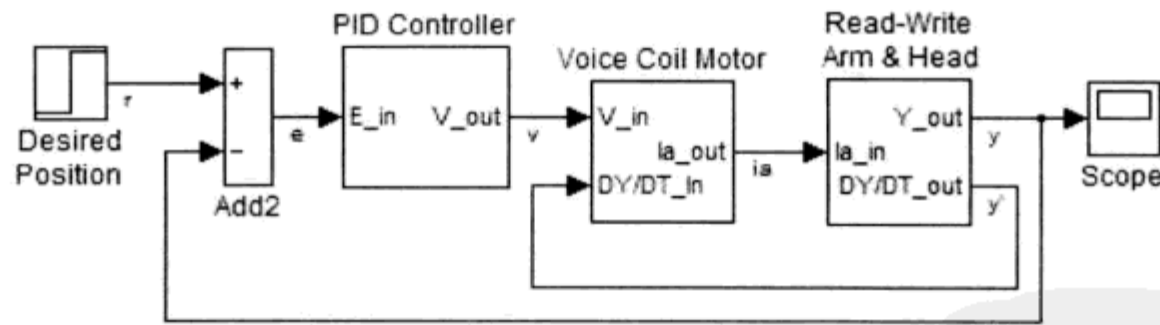 PID Controller
Read-Write
Arm & Head
Voice Coil Motor
Desired
Position
r
+
−
Add2
e
E_in
V_out
v
V_in
DY/DT_In
Ia_out
ia
Ia_in
Y_out
DY/DT_out
y
y'
Scope